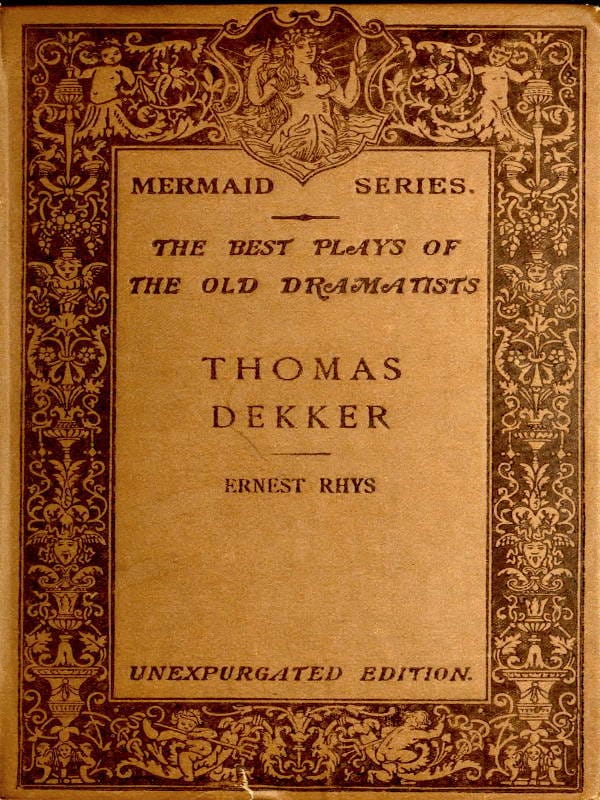 MERMAID SERIES.
THE BEST PLAYS OF
THE OLD DRAMATISTS
THOMAS
DEKKER
ERNEST RHYS
UNEXPURGATED EDITION.